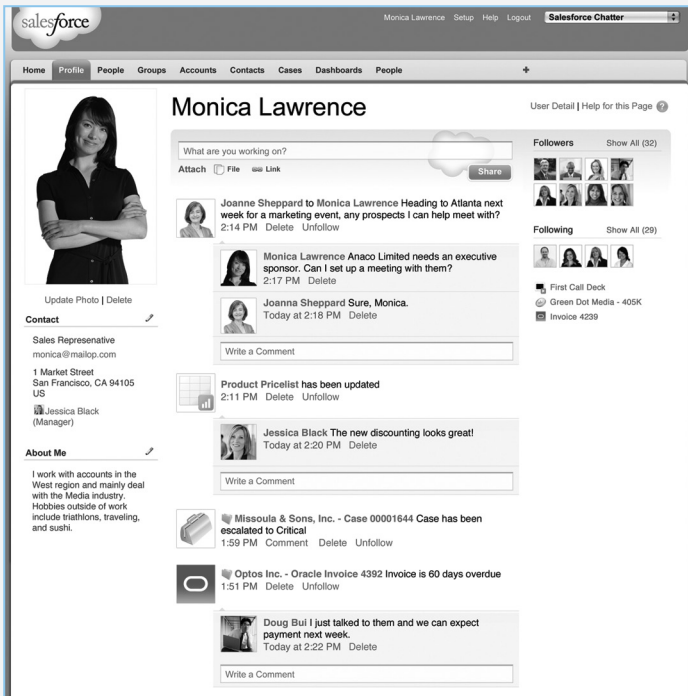 salesforce
Monica Lawrence Setup Help Logout Salesforce Chatter
Home Profile People Groups Accounts Contacts Cases Dashboards People +
Monica Lawrence
User Detail | Help for this Page ?
What are you working on?
Attach File Link
Share
Joanne Sheppard to Monica Lawrence Heading to Atlanta next
week for a marketing event, any prospects I can help meet with?
2:14 PM Delete Unfollow
Monica Lawrence Anaco Limited needs an executive
sponsor. Can I set up a meeting with them?
2:17 PM Delete
Joanna Sheppard Sure, Monica.
Today at 2:18 PM Delete
Write a Comment
Product Pricelist has been updated
2:11 PM Delete Unfollow
Jessica Black The new discounting looks great!
Today at 2:20 PM Delete
Write a Comment
Missoula & Sons, Inc. - Case 00001644 Case has been
escalated to Critical
1:59 PM Comment Delete Unfollow
Optos Inc. - Oracle Invoice 4392 Invoice is 60 days overdue
1:51 PM Delete Unfollow
Doug Bui I just talked to them and we can expect
payment next week.
Today at 2:22 PM Delete
Write a Comment
Update Photo | Delete
Contact
Sales Represenative
monica@mailop.com
1 Market Street
San Francisco, CA 94105
US
Jessica Black
(Manager)
About Me
I work with accounts in the
West region and mainly deal
with the Media industry.
Hobbies outside of work
include triathlons, traveling,
and sushi.
Followers Show All (32)
Following Show All (29)
First Call Deck
Green Dot Media - 405K
Invoice 4239